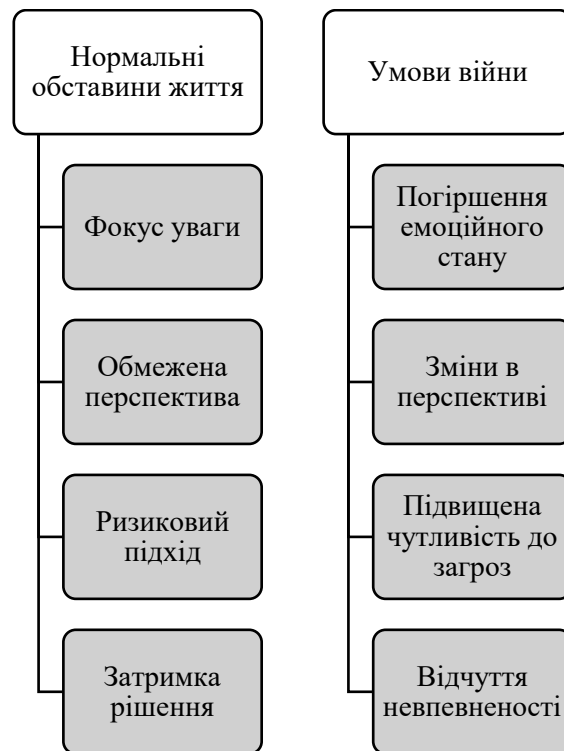 Нормальні
обставини життя
Фокус уваги
Обмежена
перспектива
Ризиковий
підхід
Затримка
рішення
Умови війни
Погіршення
емоційного
стану
Зміни в
перспективі
Підвищена
чутливість до
загроз
Відчуття
невпевненості